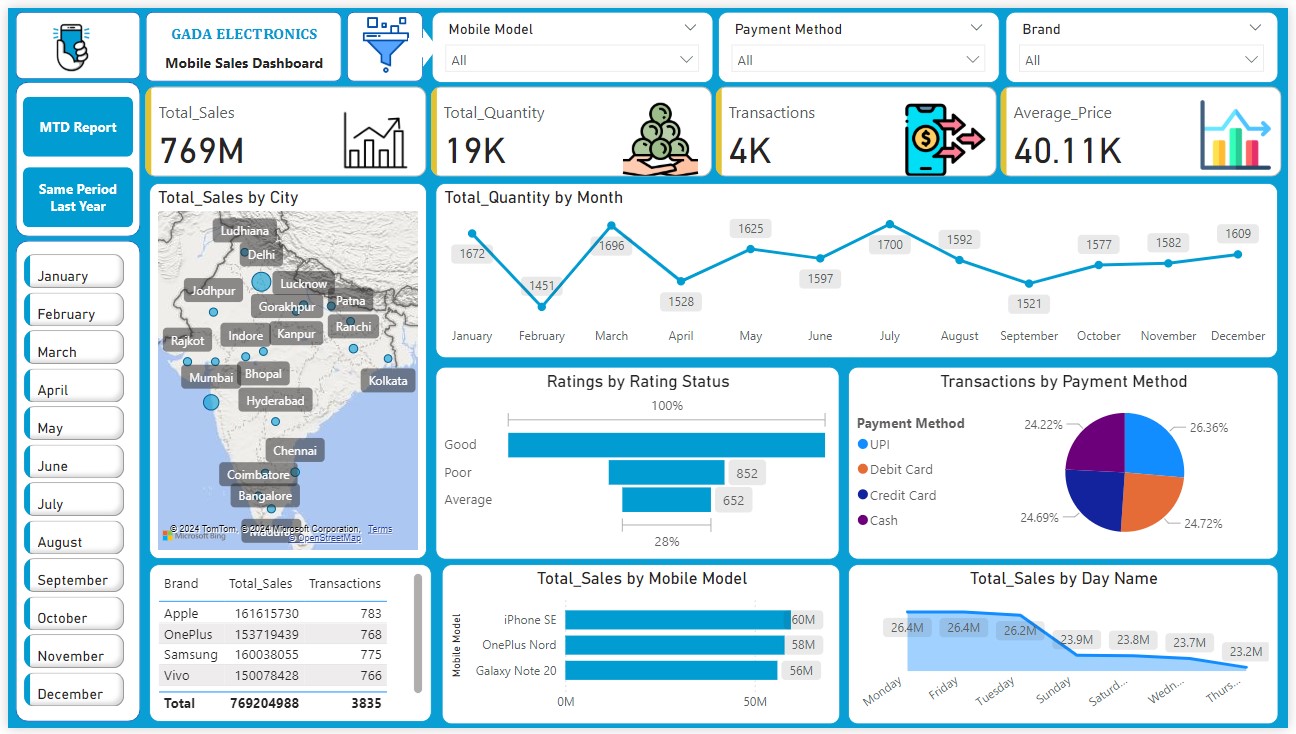 GADA ELECTRONICS
Mobile Sales Dashboard
Mobile Model
All
Payment Method
All
Brand
All
MTD Report
Same Period
Last Year
Total_Sales
769M
Total_Quantity
19K
Transactions
4K
Average_Price
40.11K
January
February
March
April
May
June
July
August
September
October
November
December
Total_Sales by City
Ludhiana
Delhi
Jodhpur
Lucknow
Gorakhpur
Patna
Rajkot
Indore
Kanpur
Ranchi
Mumbai
Bhopal
Kolkata
Hyderabad
Chennai
Coimbatore
Bangalore
© 2024 TomTom, © 2024 Microsoft Corporation, Terms
© OpenStreetMap
Microsoft Bing
Total_Quantity by Month
1672
1451
1696
1528
1625
1597
1700
1592
1521
1577
1582
1609
January February March April May June July August September October November December
Ratings by Rating Status
100%
Good
Poor 852
Average 652
28%
Transactions by Payment Method
Payment Method
UPI
Debit Card
Credit Card
Cash
24.22%
26.36%
24.69%
24.72%
Brand Total_Sales Transactions
Apple 161615730 783
OnePlus 153719439 768
Samsung 160038055 775
Vivo 150078428 766
Total 769204988 3835
Total_Sales by Mobile Model
Mobile Model
iPhone SE 60M
OnePlus Nord 58M
Galaxy Note 20 56M
0M 50M
Total_Sales by Day Name
26.4M 26.4M 26.2M 23.9M 23.8M 23.7M 23.2M
Monday Friday Tuesday Sunday Saturd... Wedn... Thurs...